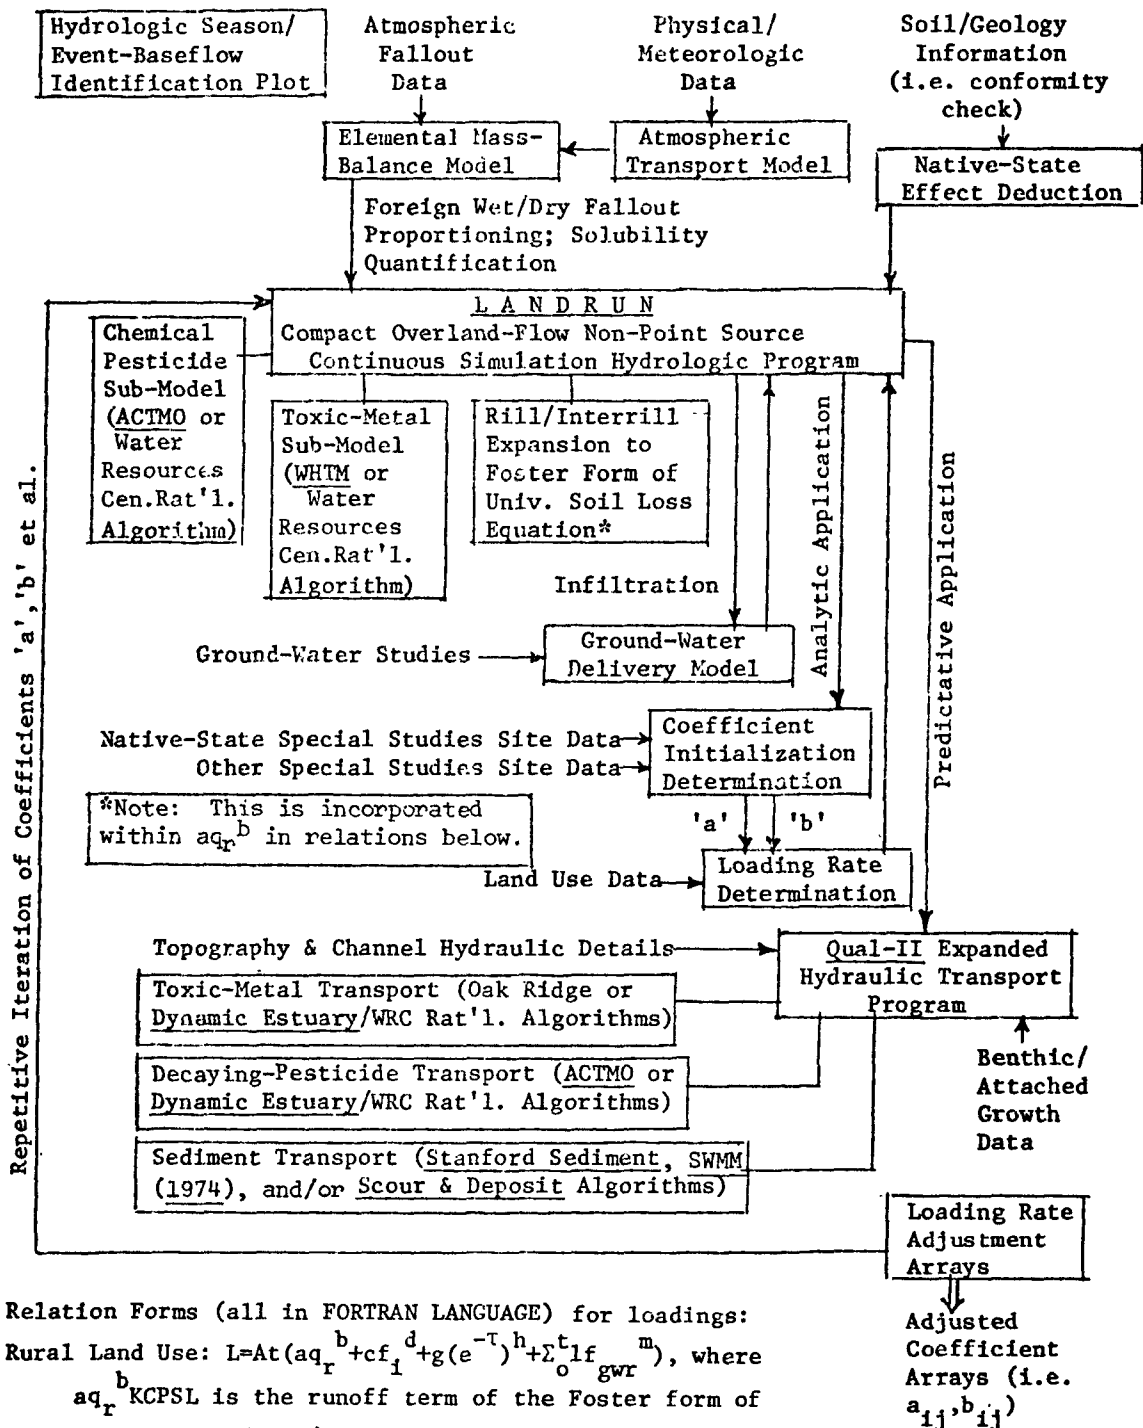 Hydrologic Season/
Event-Baseflow
Identification Plot
Atmospheric
Fallout
Data
Physical/
Meteorologic
Data
Soil/Geology
Information
(i.e. conformity
check)
Elemental Mass-
Balance Model
Atmospheric
Transport Model
Native-State
Effect Deduction
Foreign Wet/Dry Fallout
Proportioning; Solubility
Quantification
L A N D R U N
Compact Overland-Flow Non-Point Source
Continuous Simulation Hydrologic Program
Chemical
Pesticide
Sub-Model
(ACTMO or
Water
Resources
Cen.Rat'l.
Algorithm)
Toxic-Metal
Sub-Model
(WHTM or
Water
Resources
Cen.Rat'l.
Algorithm)
Rill/Interrill
Expansion to
Foster Form of
Univ. Soil Loss
Equation*
Infiltration
Analytic Application
Predictative Application
Repetitive Iteration of Coefficients 'a','b' et al.
Ground-Water Studies
Ground-Water
Delivery Model
Native-State Special Studies Site Data
Other Special Studies Site Data
Coefficient
Initialization
Determination
*Note: This is incorporated
within aq_r^b in relations below.
'a' 'b'
Land Use Data
Loading Rate
Determination
Topography & Channel Hydraulic Details
Qual-II Expanded
Hydraulic Transport
Program
Toxic-Metal Transport (Oak Ridge or
Dynamic Estuary/WRC Rat'l. Algorithms)
Decaying-Pesticide Transport (ACTMO or
Dynamic Estuary/WRC Rat'l. Algorithms)
Sediment Transport (Stanford Sediment, SWMM
(1974), and/or Scour & Deposit Algorithms)
Benthic/
Attached
Growth
Data
Loading Rate
Adjustment
Arrays
Adjusted
Coefficient
Arrays (i.e.
a_ij,b_ij)
Relation Forms (all in FORTRAN LANGUAGE) for loadings:
Rural Land Use: L=At(aq_r^b+cf_i^d+g(e^-τ)^h+Σ_o^t lf_gwr^m), where
aq_r^b KCPSL is the runoff term of the Foster form of